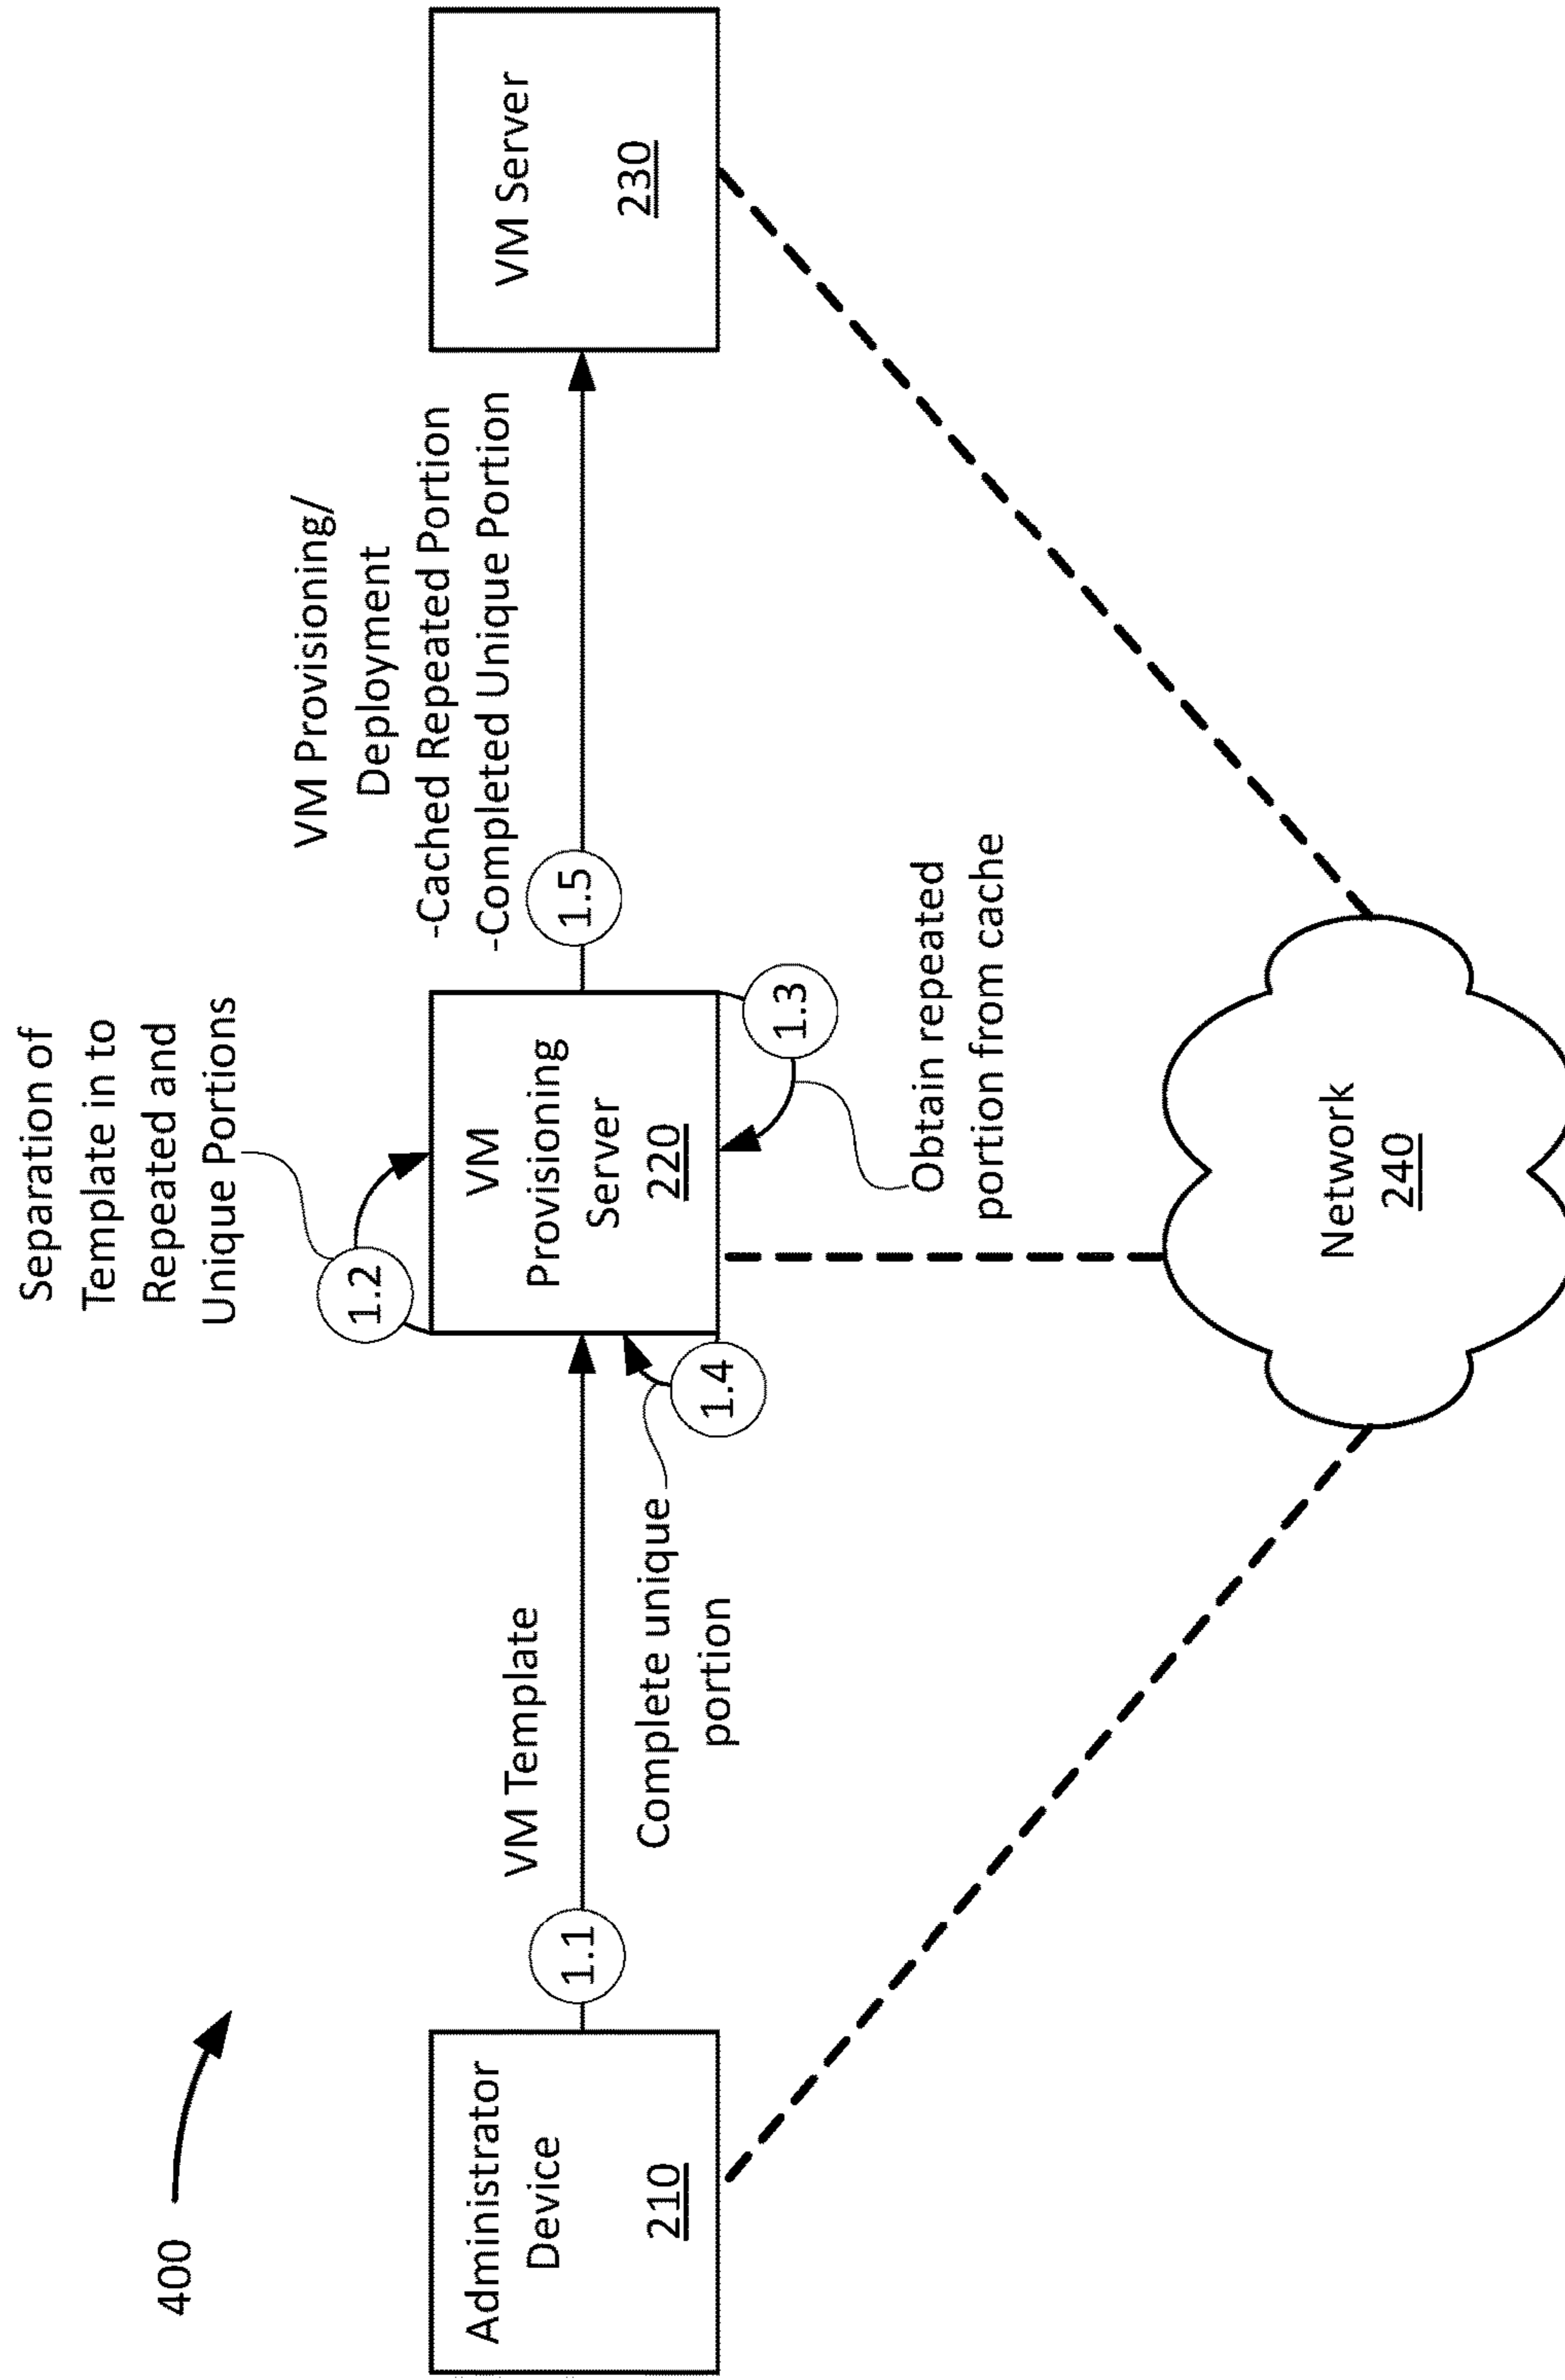 400
Separation of
Template in to
Repeated and
Unique Portions
VM Provisioning/
Deployment
-Cached Repeated Portion
-Completed Unique Portion
Administrator
Device
210
1.1
VM Template
1.2
VM
Provisioning
Server
220
1.5
VM Server
230
Complete unique
portion
1.4
1.3
Obtain repeated
portion from cache
Network
240